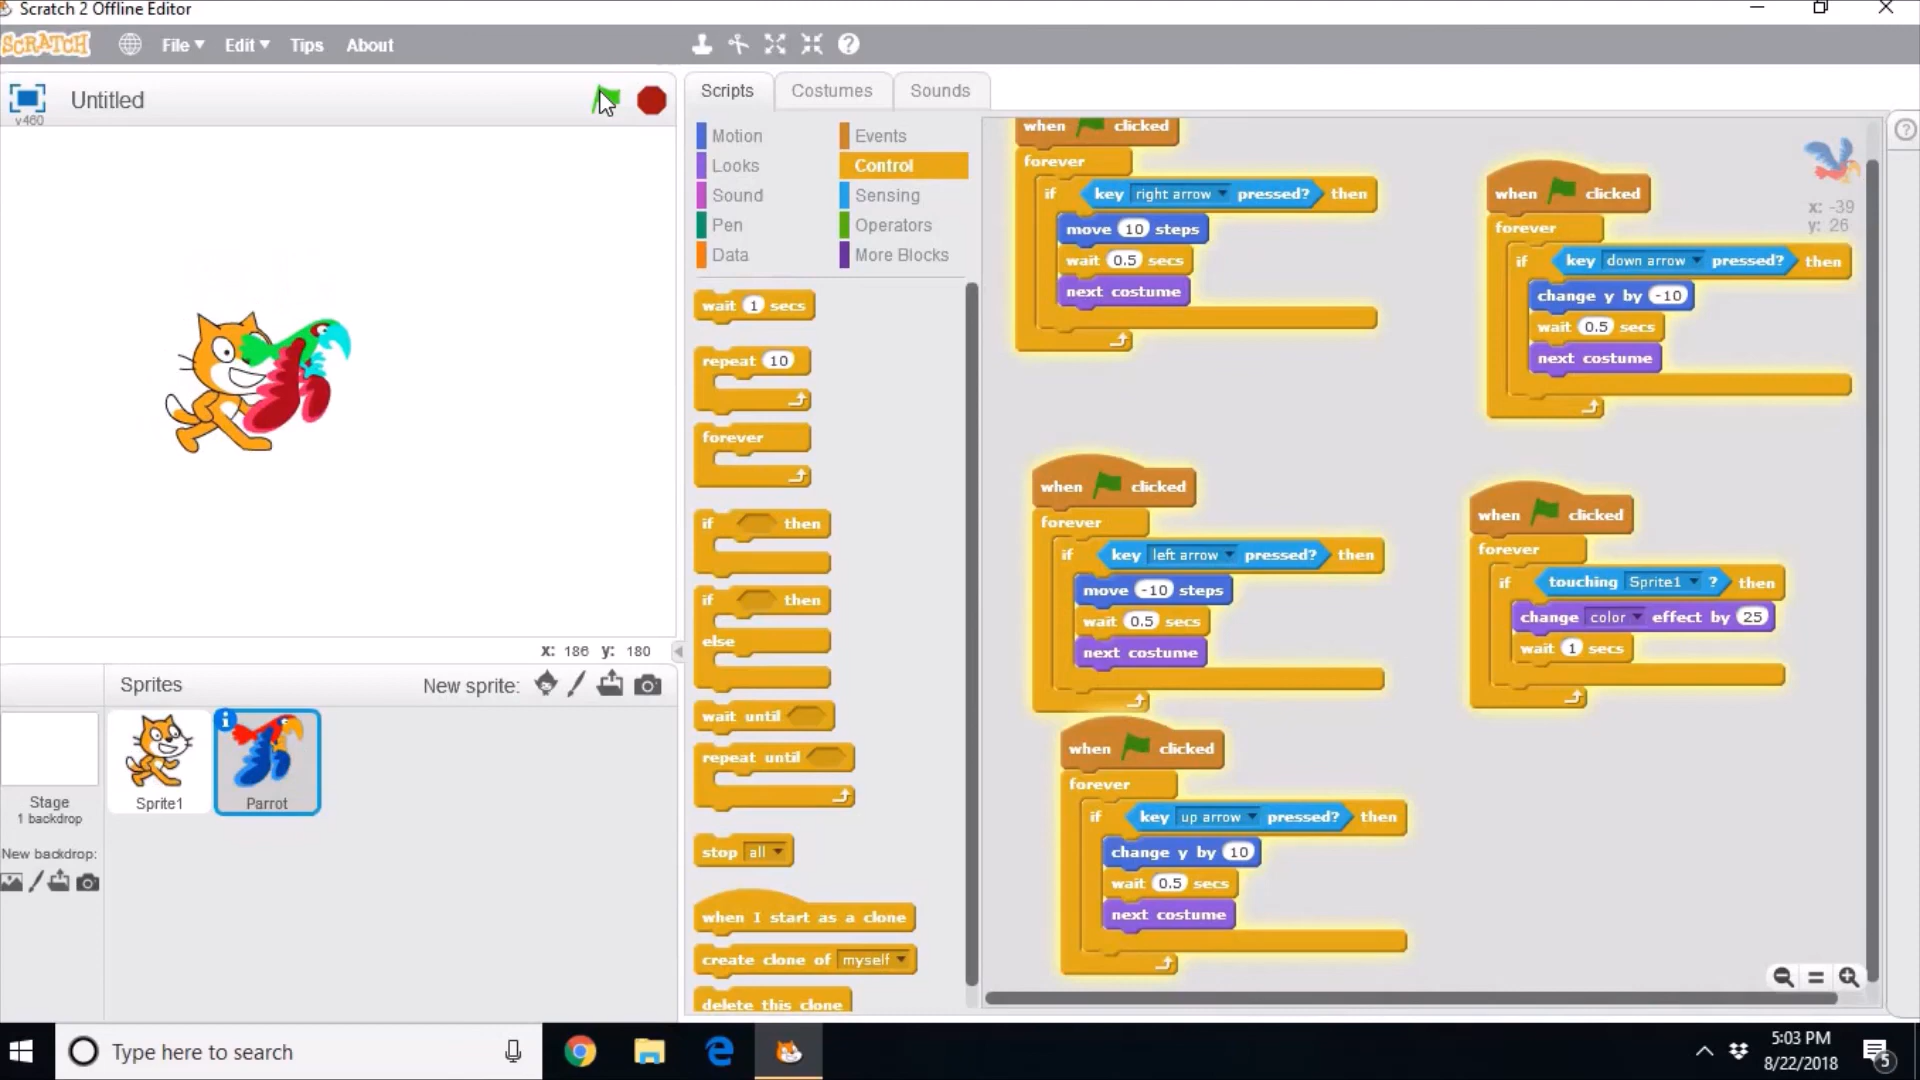 Scratch 2 Offline Editor
SCRATCH File Edit Tips About
v460
Untitled
x: 186 y: 180
Sprites New sprite:
Sprite1
Parrot
Stage
1 backdrop
New backdrop:
Scripts Costumes Sounds
Motion Events
Looks Control
Sound Sensing
Pen Operators
Data More Blocks
wait 1 secs
repeat 10
forever
if then
if then
else
wait until
repeat until
stop all
when I start as a clone
create clone of myself
delete this clone
when clicked
forever
if key right arrow pressed? then
move 10 steps
wait 0.5 secs
next costume
when clicked
forever
if key left arrow pressed? then
move -10 steps
wait 0.5 secs
next costume
when clicked
forever
if key up arrow pressed? then
change y by 10
wait 0.5 secs
next costume
when clicked
forever
if key down arrow pressed? then
change y by -10
wait 0.5 secs
next costume
when clicked
forever
if touching Sprite1 ? then
change color effect by 25
wait 1 secs
x: -39
y: 26
Type here to search
5:03 PM
8/22/2018
5